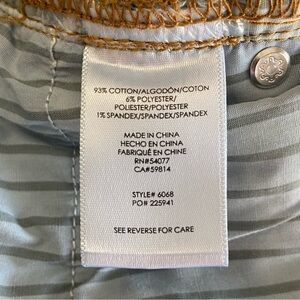 93% COTTON/ALGODÓN/COTON
6% POLYESTER/
POLIESTER/POLYESTER
1% SPANDEX/SPANDEX/SPANDEX
MADE IN CHINA
HECHO EN CHINA
FABRIQUÉ EN CHINE
RN#54077
CA#59814
STYLE# 6068
PO# 225941
SEE REVERSE FOR CARE